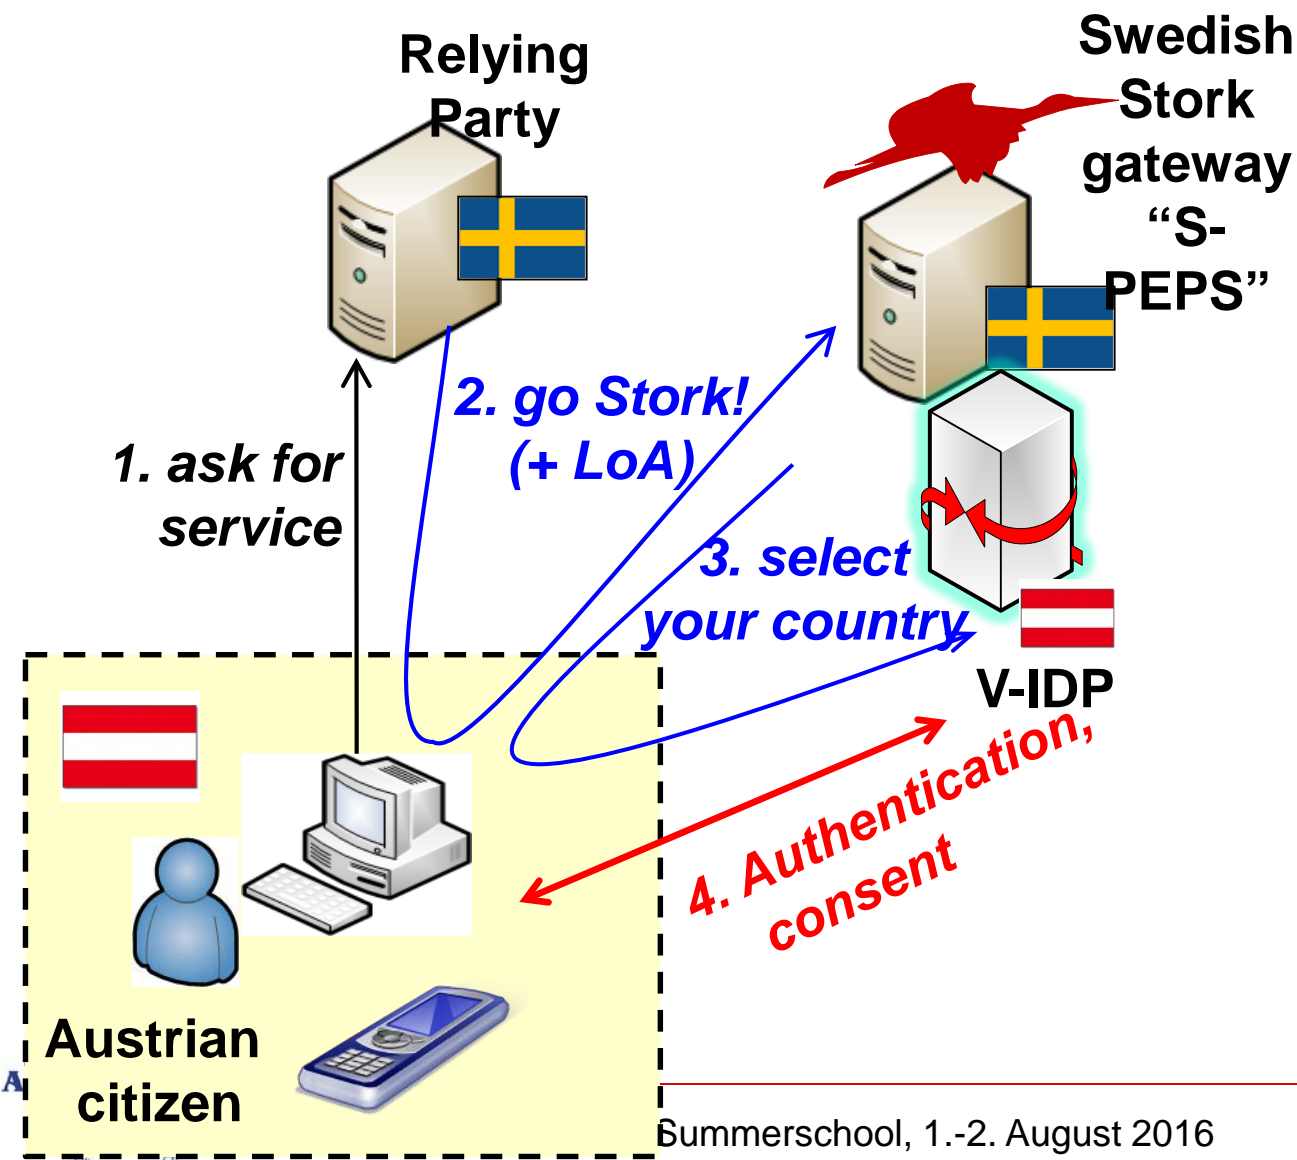 Relying
Party
Swedish
Stork
gateway
“S-
PEPS”
1. ask for
service
2. go Stork!
(+ LoA)
3. select
your country
V-IDP
4. Authentication,
consent
Austrian
citizen
A
Summerschool, 1.-2. August 2016